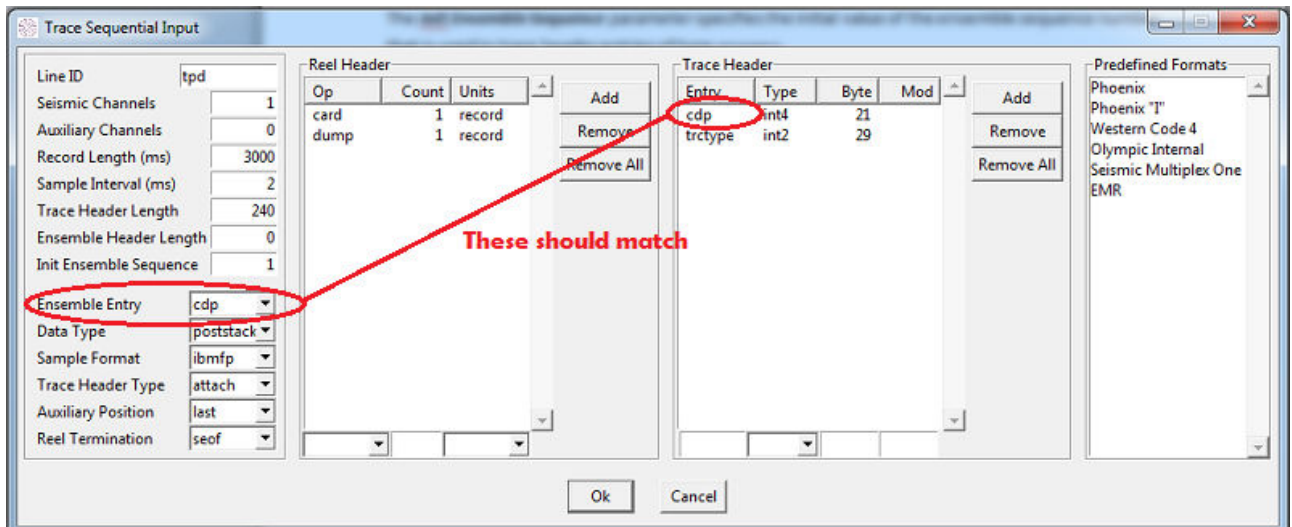 Trace Sequential Input
Line ID tpd
Seismic Channels 1
Auxiliary Channels 0
Record Length (ms) 3000
Sample Interval (ms) 2
Trace Header Length 240
Ensemble Header Length 0
Init Ensemble Sequence 1
Ensemble Entry cdp
Data Type poststack
Sample Format ibmfp
Trace Header Type attach
Auxiliary Position last
Reel Termination seof
Reel Header
Op Count Units
card 1 record
dump 1 record
Add
Remove
Remove All
These should match
Trace Header
Entry Type Byte Mod
cdp int4 21
trctype int2 29
Add
Remove
Remove All
Predefined Formats
Phoenix
Phoenix "I"
Western Code 4
Olympic Internal
Seismic Multiplex One
EMR
Ok Cancel